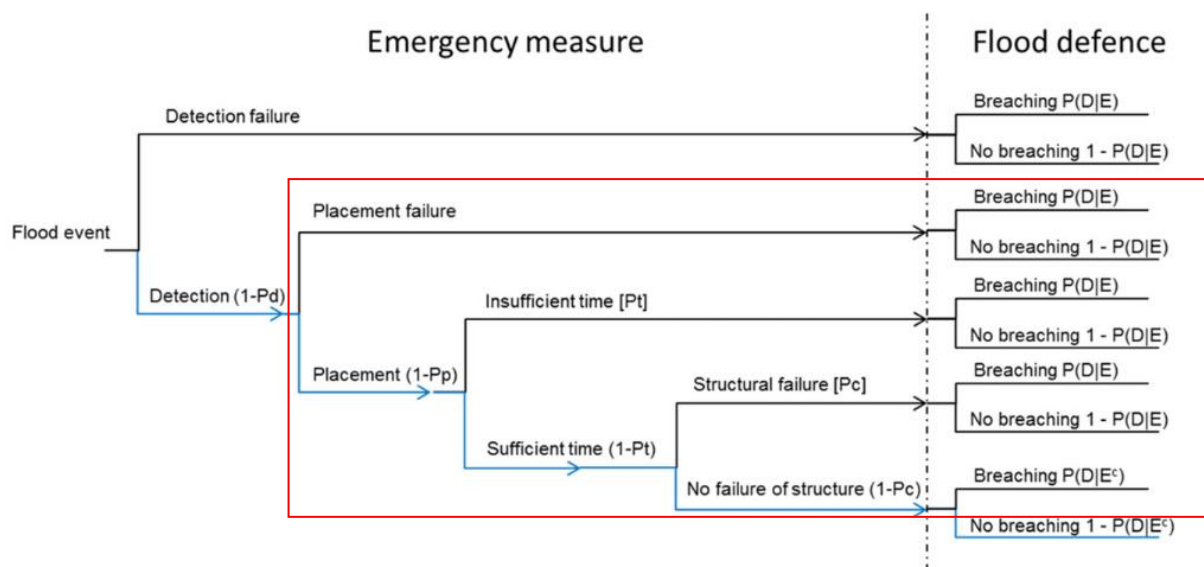 Emergency measure
Flood defence
Detection failure
Breaching P(D|E)
No breaching 1 - P(D|E)
Flood event
Placement failure
Breaching P(D|E)
No breaching 1 - P(D|E)
Detection (1-Pd)
Insufficient time [Pt]
Breaching P(D|E)
No breaching 1 - P(D|E)
Placement (1-Pp)
Structural failure [Pc]
Breaching P(D|E)
No breaching 1 - P(D|E)
Sufficient time (1-Pt)
No failure of structure (1-Pc)
Breaching P(D|Eᶜ)
No breaching 1 - P(D|Eᶜ)